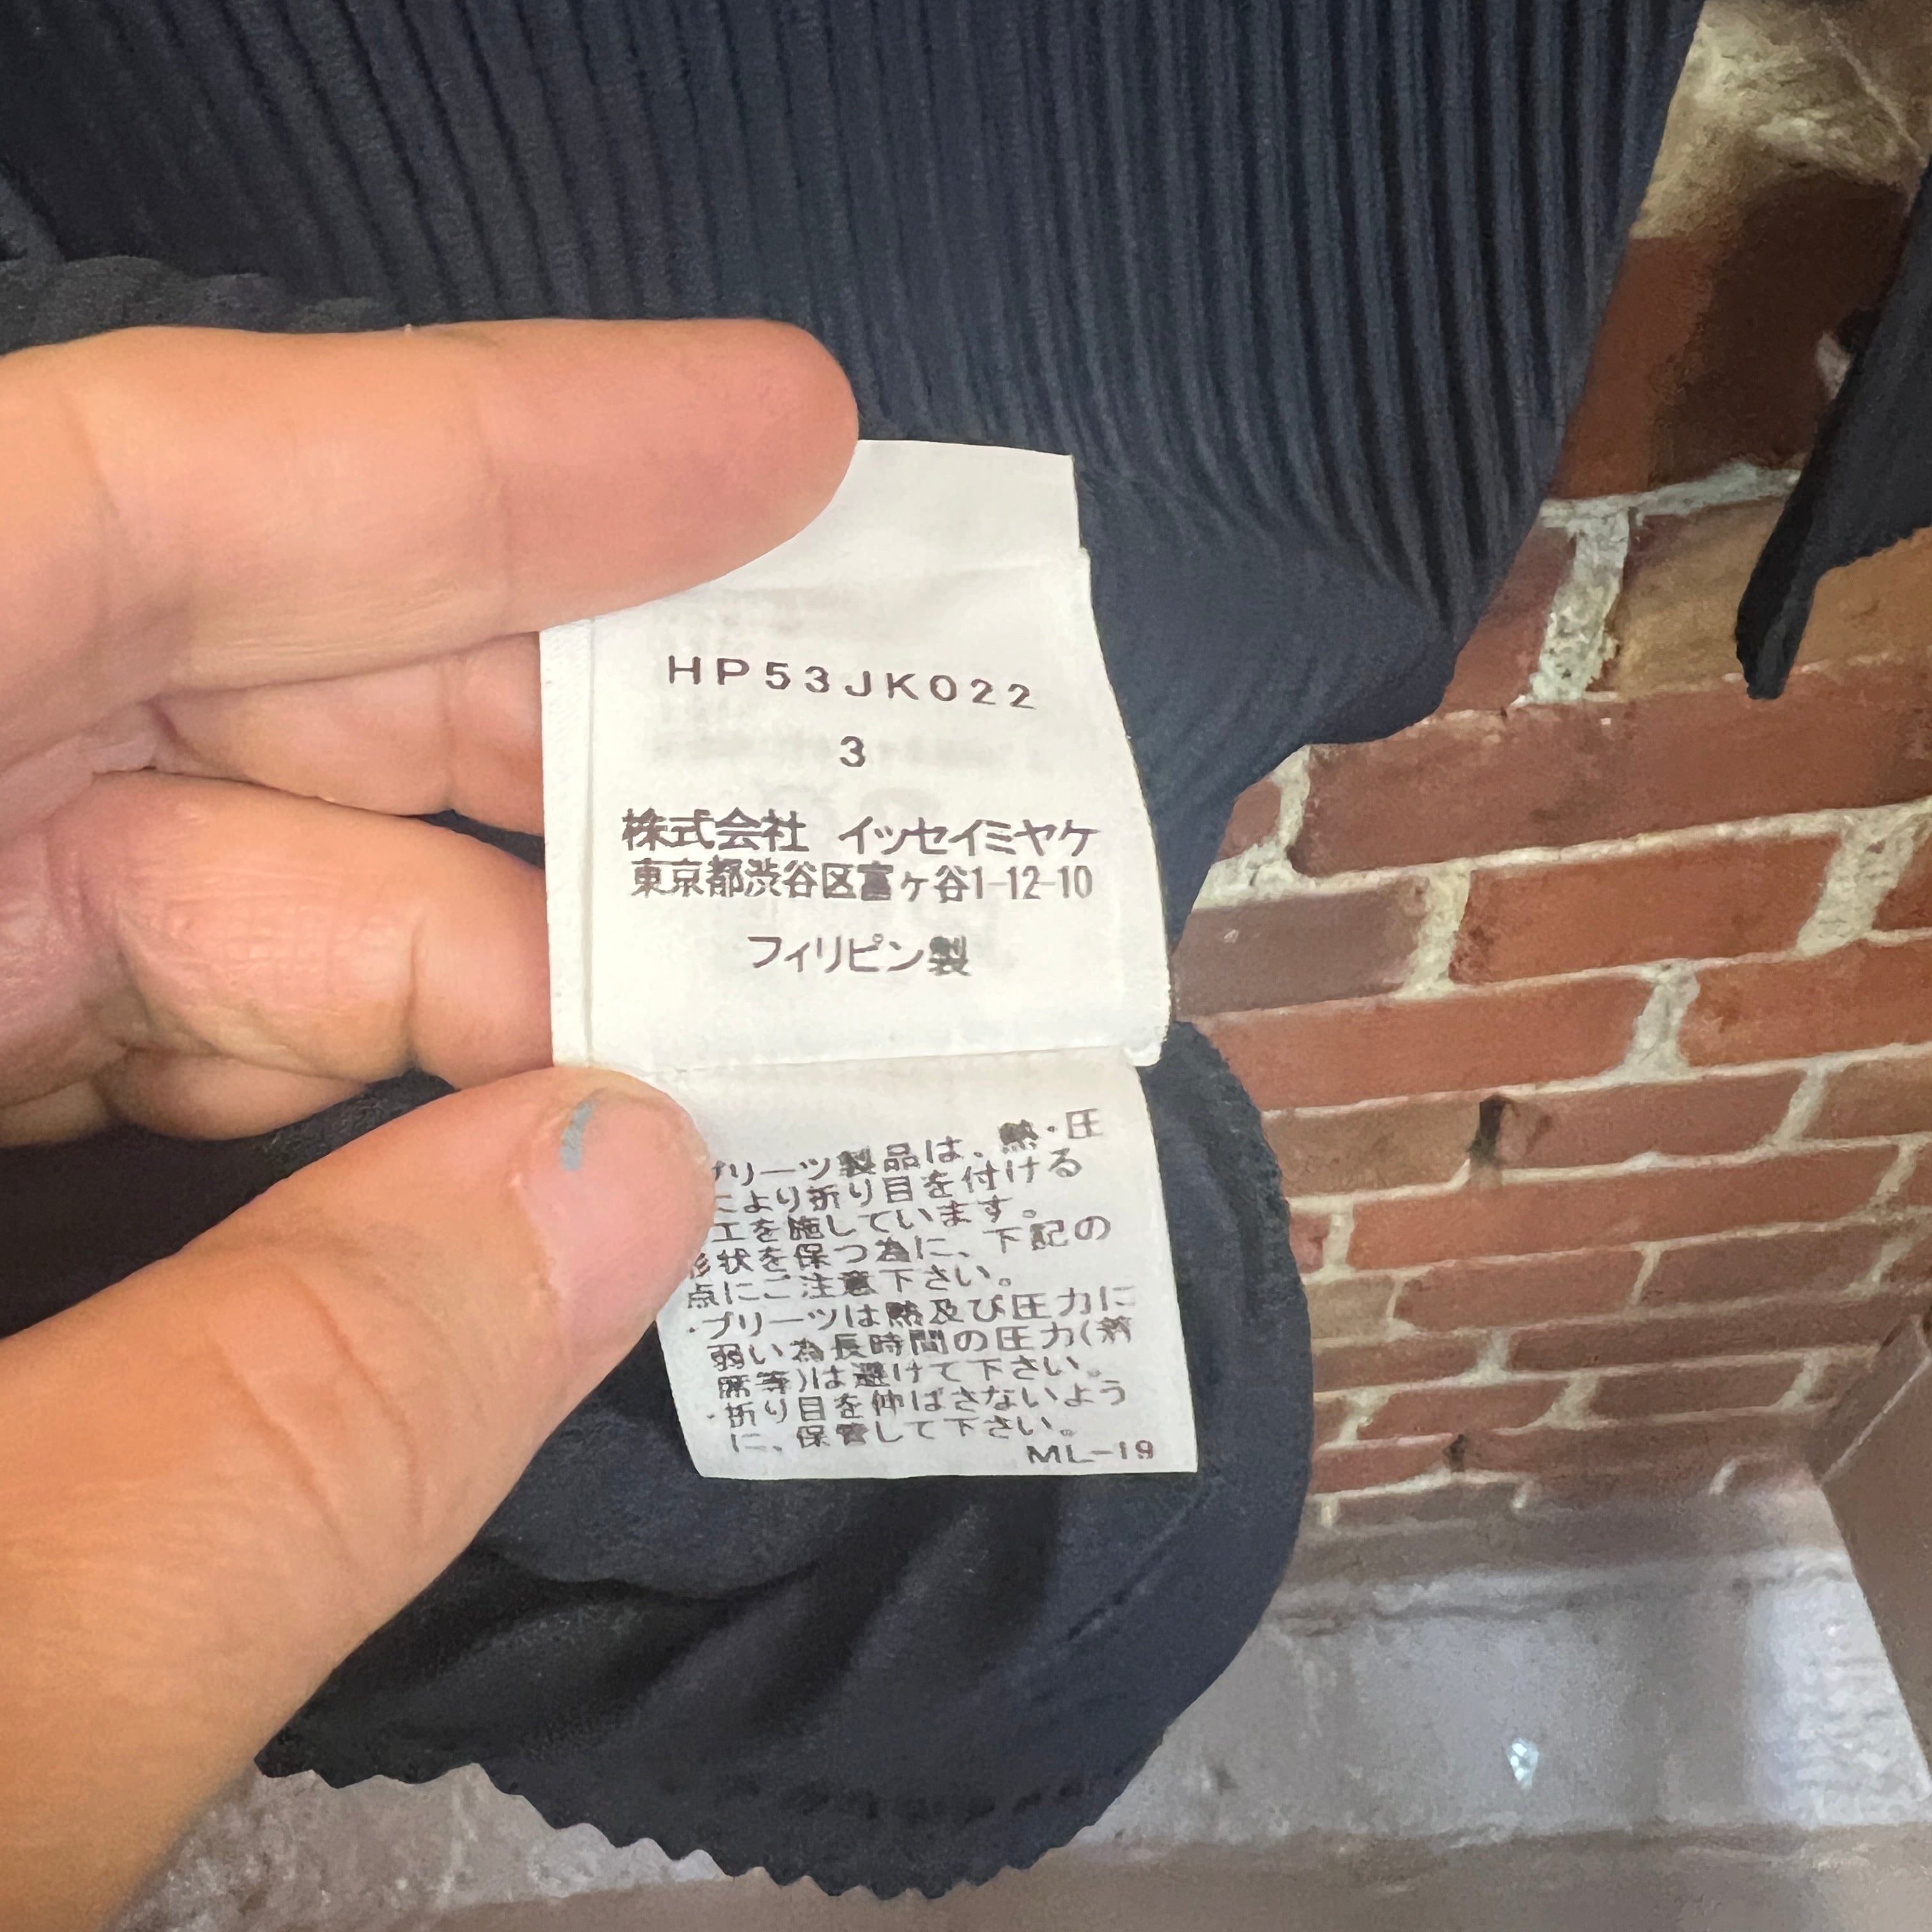 HP53JK022
3
株式会社 イッセイミヤケ
東京都渋谷区富ヶ谷1-12-10
フィリピン製
プリーツ製品は、熱・圧
により折り目を付ける
工を施しています。
形状を保つ為に、下記の
点にご注意下さい。
・プリーツは熱及び圧力に
弱い為長時間の圧力(着
席等)は避けて下さい。
・折り目を伸ばさないよう
に、保管して下さい。
ML-19